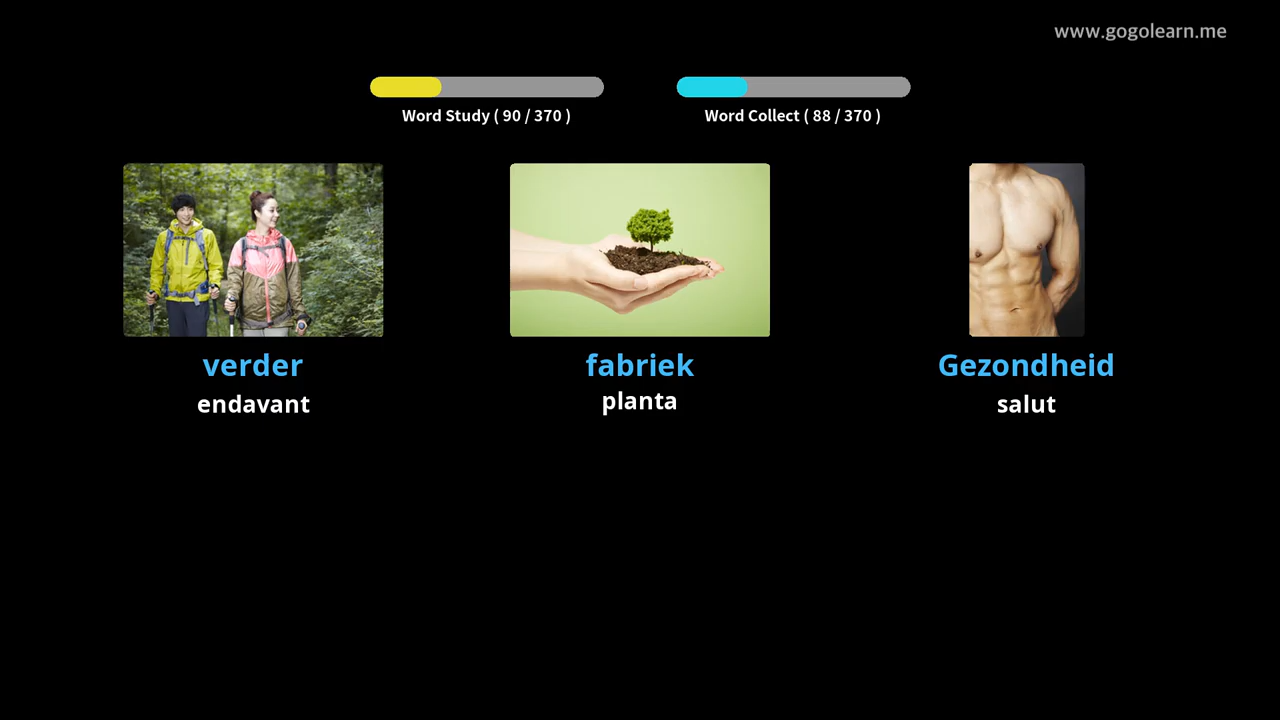 www.gogolearn.me
Word Study ( 90 / 370 )
Word Collect ( 88 / 370 )
verder
fabriek
Gezondheid
endavant
planta
salut